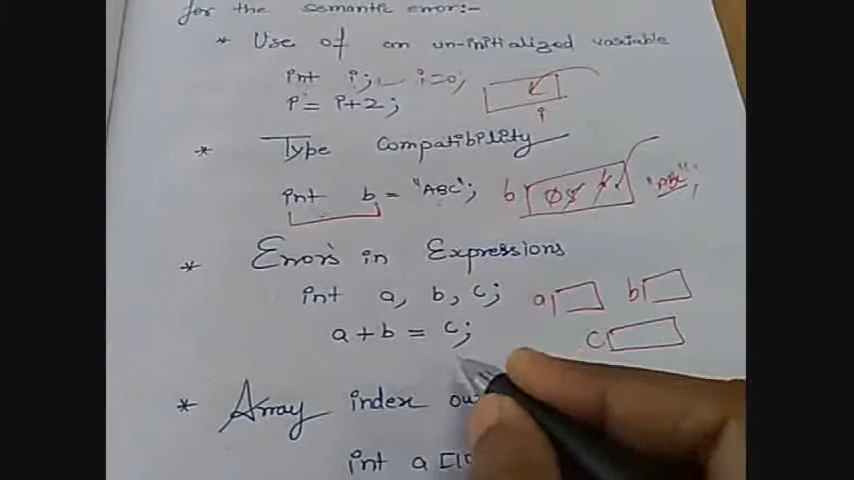 for the semantic error:-
* Use of an un-initialized variable
int i; i=0;
i = i+2; i
* Type Compatibility
int b = "ABC"; b "ABC";
* Errors in Expressions
int a, b, c; a b
a + b = c; c
* Array index
int a